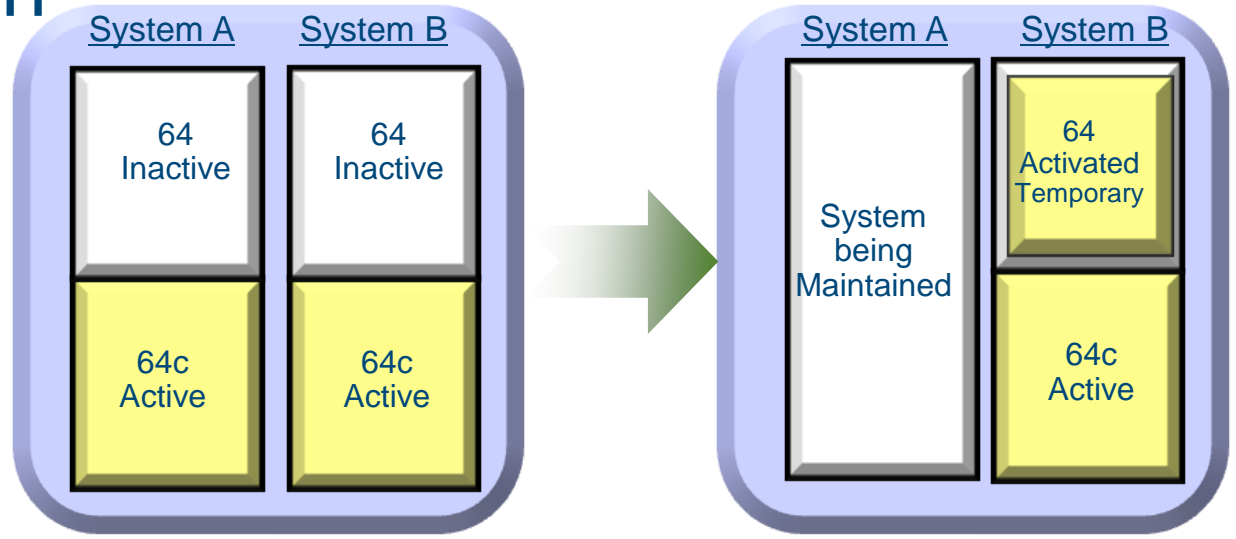 System A
System B
64
Inactive
64
Inactive
64c
Active
64c
Active
System A
System B
System
being
Maintained
64
Activated
Temporary
64c
Active